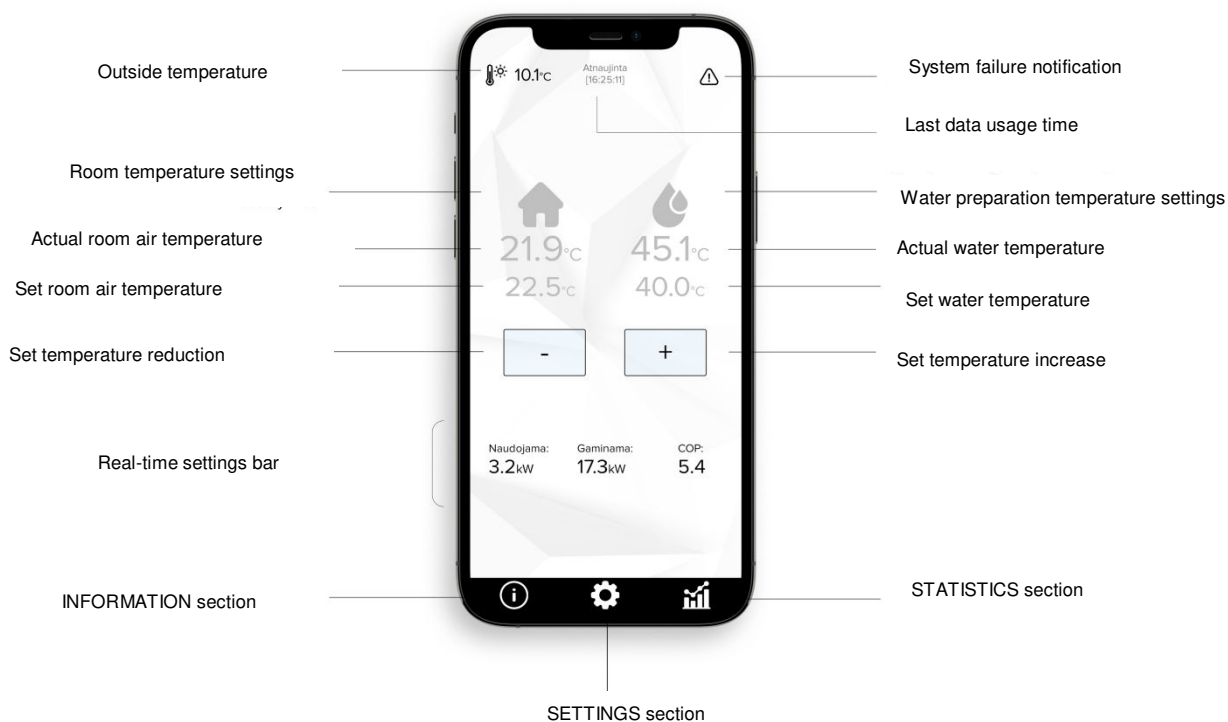 Outside temperature
10.1°C
Atnaujinta
[16:25:11]
System failure notification
Last data usage time
Room temperature settings
Water preparation temperature settings
Actual room air temperature
21.9°C
45.1°C
Actual water temperature
Set room air temperature
22.5°C
40.0°C
Set water temperature
Set temperature reduction
-
+
Set temperature increase
Real-time settings bar
Naudojama:
3.2kW
Gaminama:
17.3kW
COP:
5.4
INFORMATION section
STATISTICS section
SETTINGS section